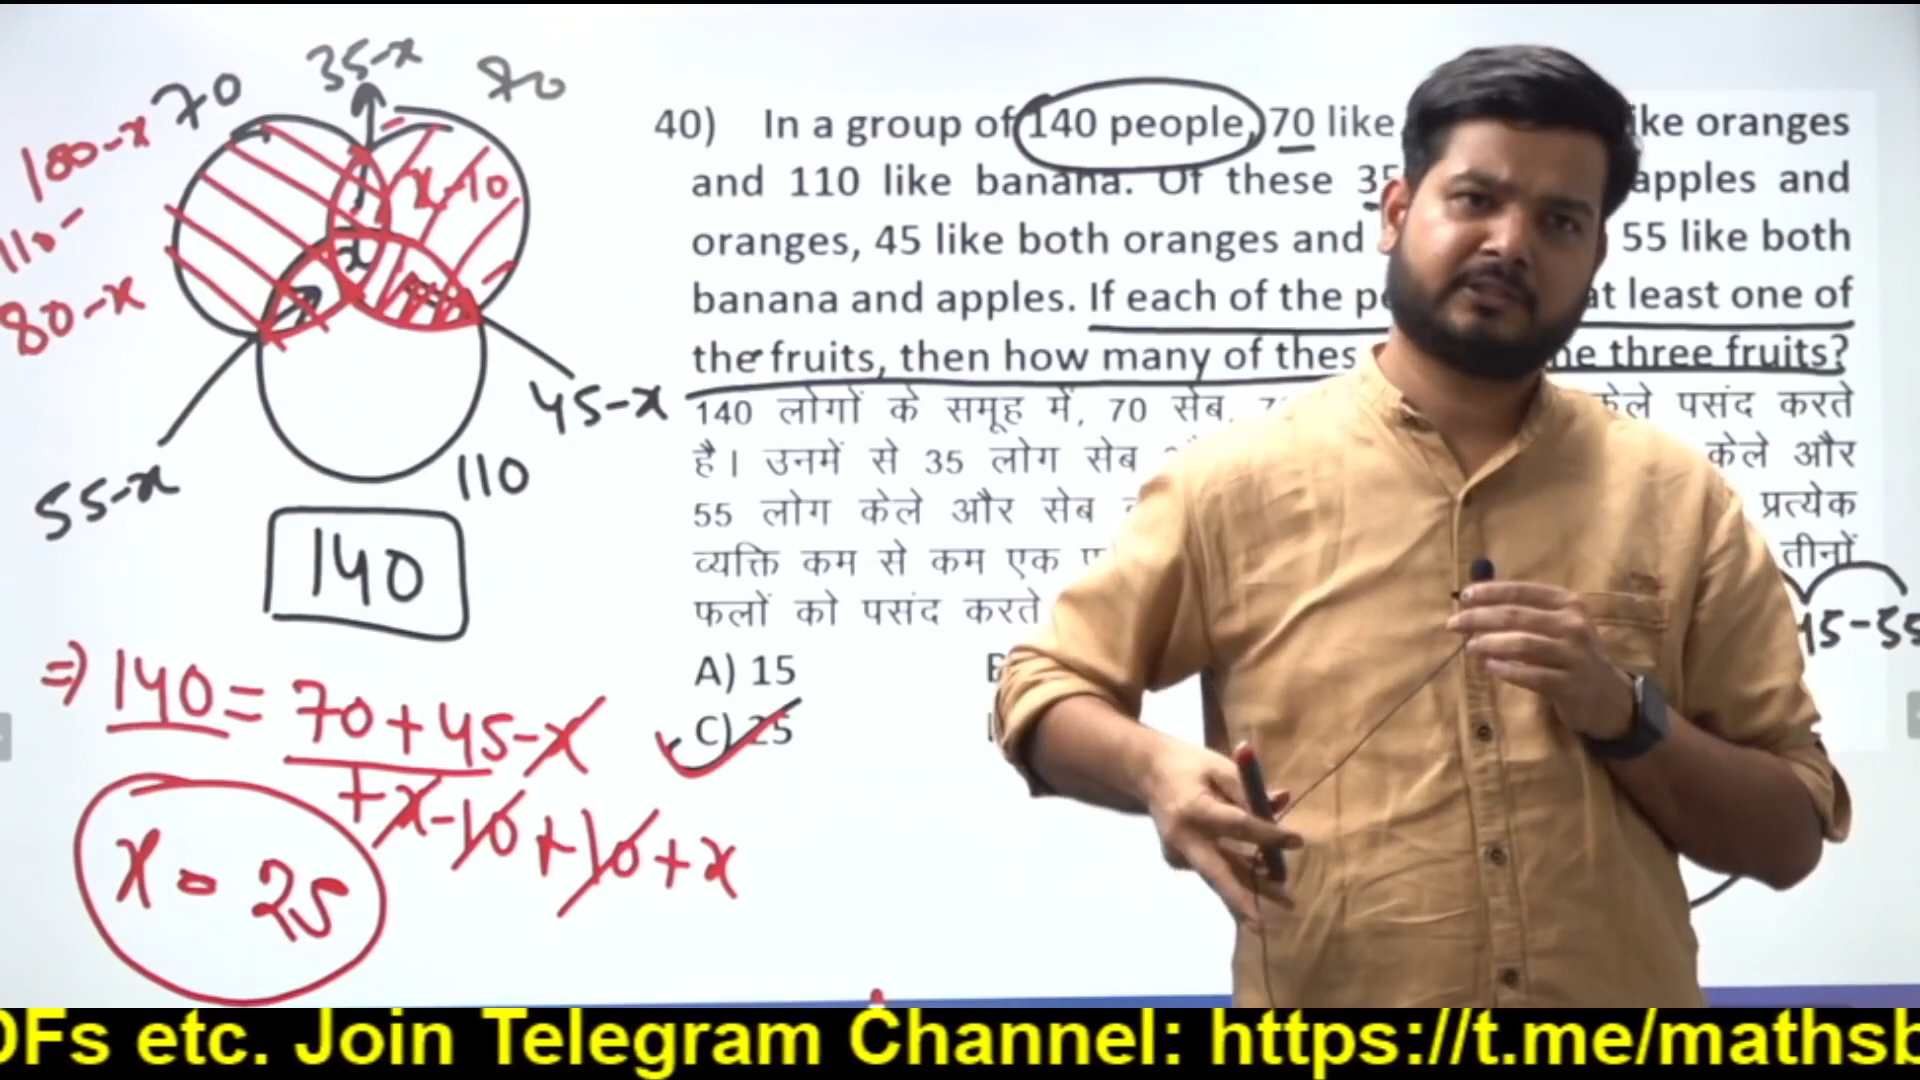 35-x
70
100-x
110-
80-x
x-10
x
45-x
55-x
110
140
⇒ 140 = 70+45-x
+x-10+10+x
x = 25
40) In a group of 140 people, 70 like ike oranges
and 110 like banana. Of these 35 apples and
oranges, 45 like both oranges and 55 like both
banana and apples. If each of the at least one of
the fruits, then how many of thes three fruits?
140 लोगों के समूह में, 70 सेब, केले पसंद करते
है। उनमें से 35 लोग सेब केले और
55 लोग केले और सेब प्रत्येक
व्यक्ति कम से कम एक तीनों
फलों को पसंद करते
45-55
A) 15
C) 25
DFs etc. Join Telegram Channel: https://t.me/mathsb